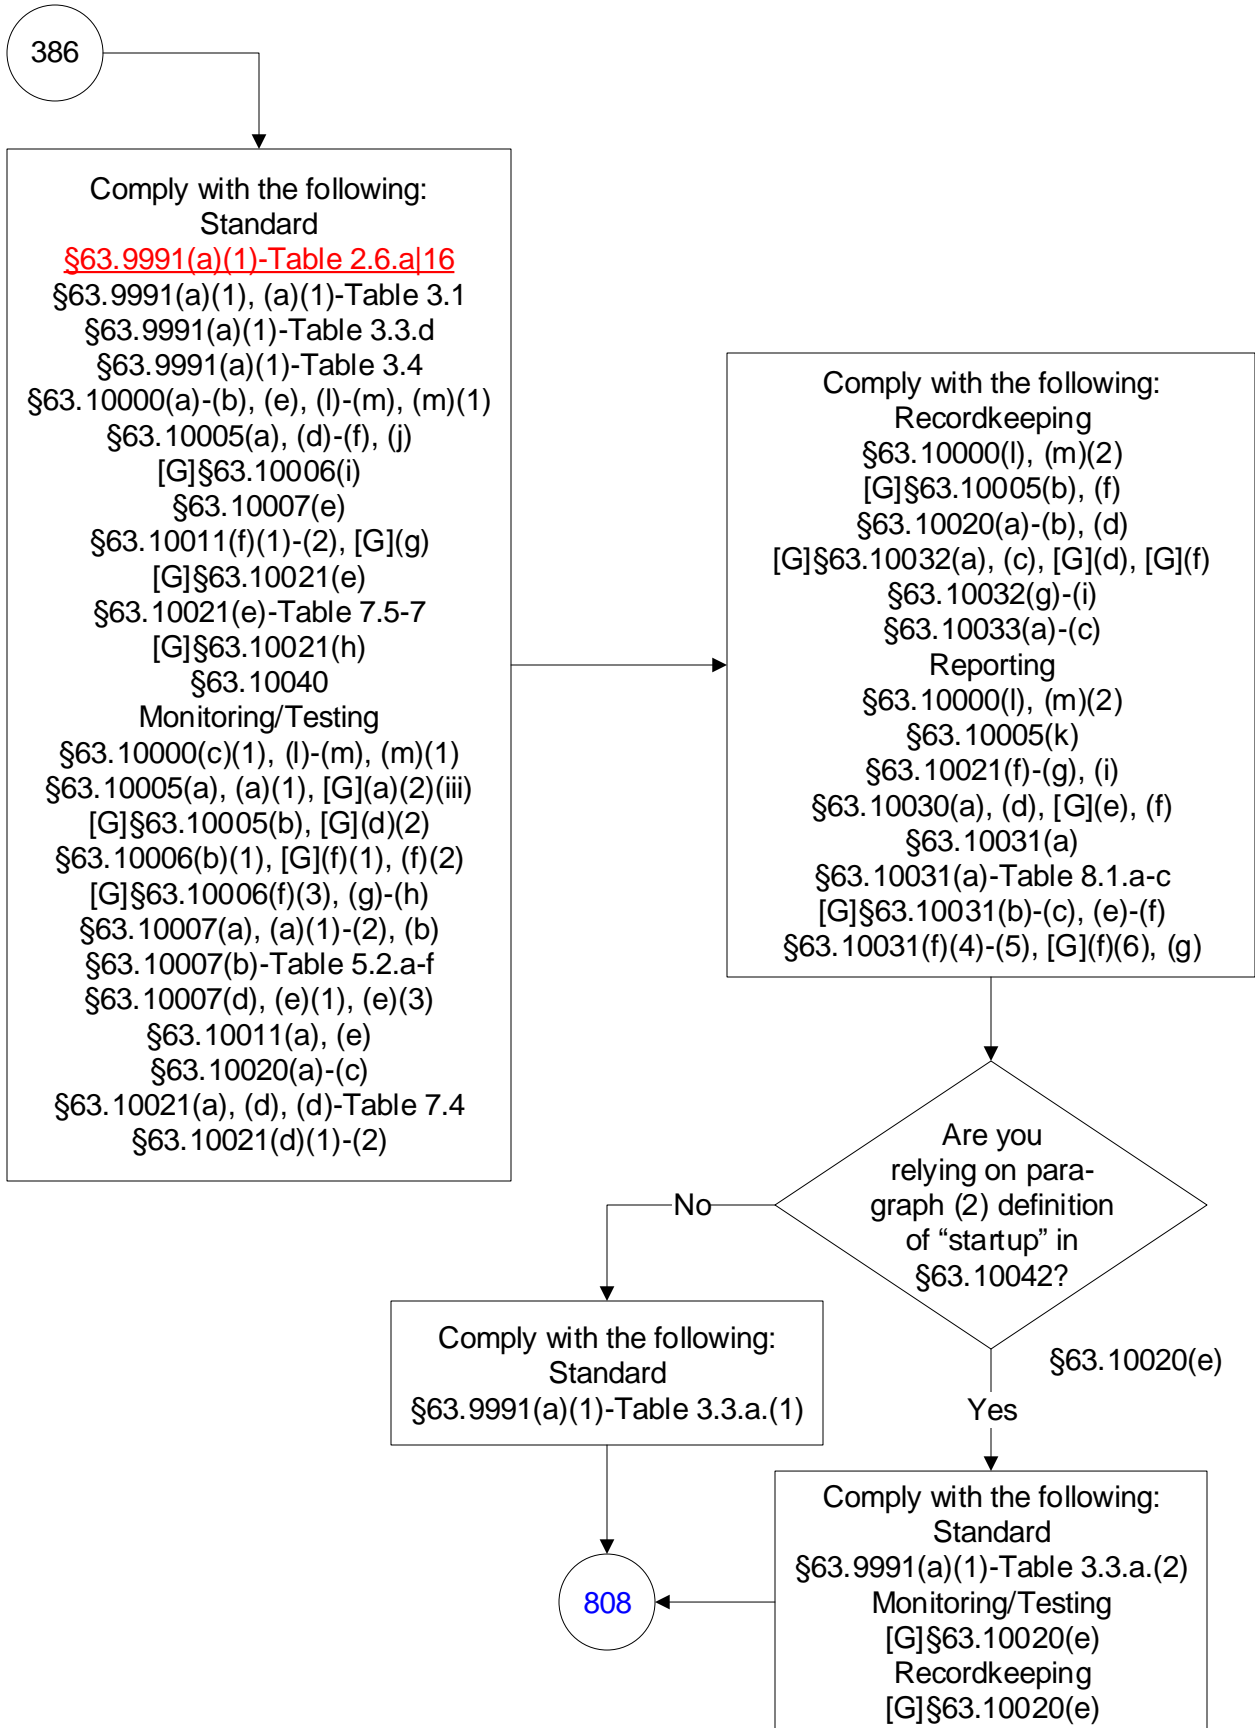 386
Comply with the following:
Standard
§63.9991(a)(1)-Table 2.6.a|16
§63.9991(a)(1), (a)(1)-Table 3.1
§63.9991(a)(1)-Table 3.3.d
§63.9991(a)(1)-Table 3.4
§63.10000(a)-(b), (e), (l)-(m), (m)(1)
§63.10005(a), (d)-(f), (j)
[G]§63.10006(i)
§63.10007(e)
§63.10011(f)(1)-(2), [G](g)
[G]§63.10021(e)
§63.10021(e)-Table 7.5-7
[G]§63.10021(h)
§63.10040
Monitoring/Testing
§63.10000(c)(1), (l)-(m), (m)(1)
§63.10005(a), (a)(1), [G](a)(2)(iii)
[G]§63.10005(b), [G](d)(2)
§63.10006(b)(1), [G](f)(1), (f)(2)
[G]§63.10006(f)(3), (g)-(h)
§63.10007(a), (a)(1)-(2), (b)
§63.10007(b)-Table 5.2.a-f
§63.10007(d), (e)(1), (e)(3)
§63.10011(a), (e)
§63.10020(a)-(c)
§63.10021(a), (d), (d)-Table 7.4
§63.10021(d)(1)-(2)
Comply with the following:
Recordkeeping
§63.10000(l), (m)(2)
[G]§63.10005(b), (f)
§63.10020(a)-(b), (d)
[G]§63.10032(a), (c), [G](d), [G](f)
§63.10032(g)-(i)
§63.10033(a)-(c)
Reporting
§63.10000(l), (m)(2)
§63.10005(k)
§63.10021(f)-(g), (i)
§63.10030(a), (d), [G](e), (f)
§63.10031(a)
§63.10031(a)-Table 8.1.a-c
[G]§63.10031(b)-(c), (e)-(f)
§63.10031(f)(4)-(5), [G](f)(6), (g)
Are you
relying on para-
graph (2) definition
of “startup” in
§63.10042?
No
Comply with the following:
Standard
§63.9991(a)(1)-Table 3.3.a.(1)
§63.10020(e)
Yes
Comply with the following:
Standard
§63.9991(a)(1)-Table 3.3.a.(2)
Monitoring/Testing
[G]§63.10020(e)
Recordkeeping
[G]§63.10020(e)
808